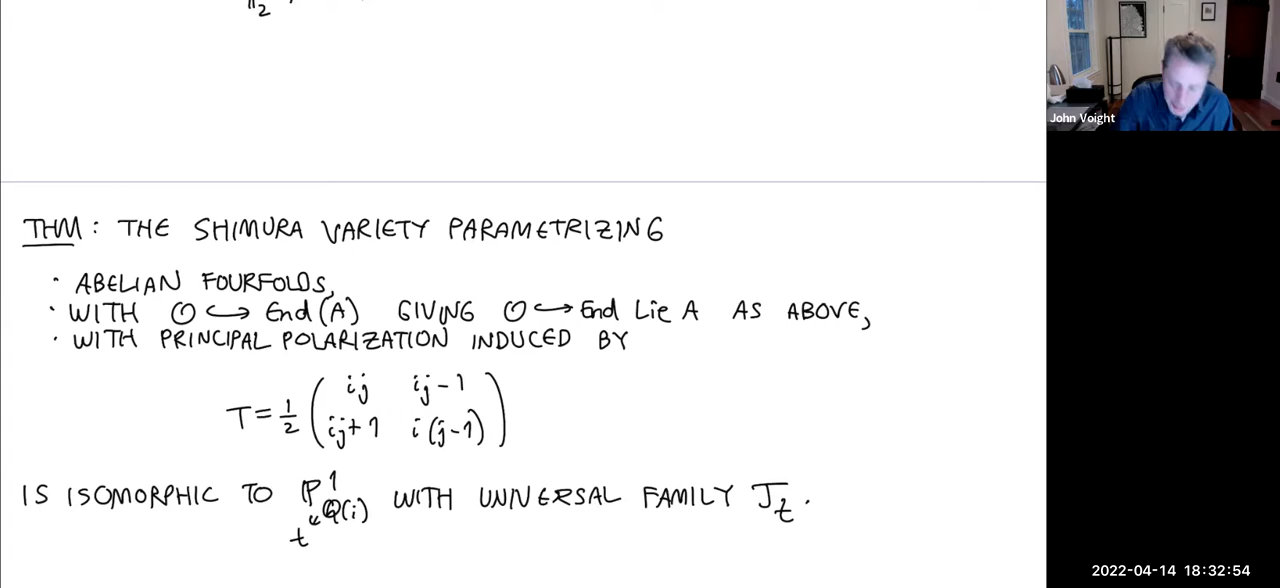 π₂
THM: THE SHIMURA VARIETY PARAMETRIZING
· ABELIAN FOURFOLDS,
· WITH O ↪ End(A) GIVING O ↪ End Lie A AS ABOVE,
· WITH PRINCIPAL POLARIZATION INDUCED BY
T = 1/2 ( ij ij-1
ij+1 i(j-1) )
IS ISOMORPHIC TO P¹_Q(i) WITH UNIVERSAL FAMILY J_t.
t
John Voight
2022-04-14 18:32:54